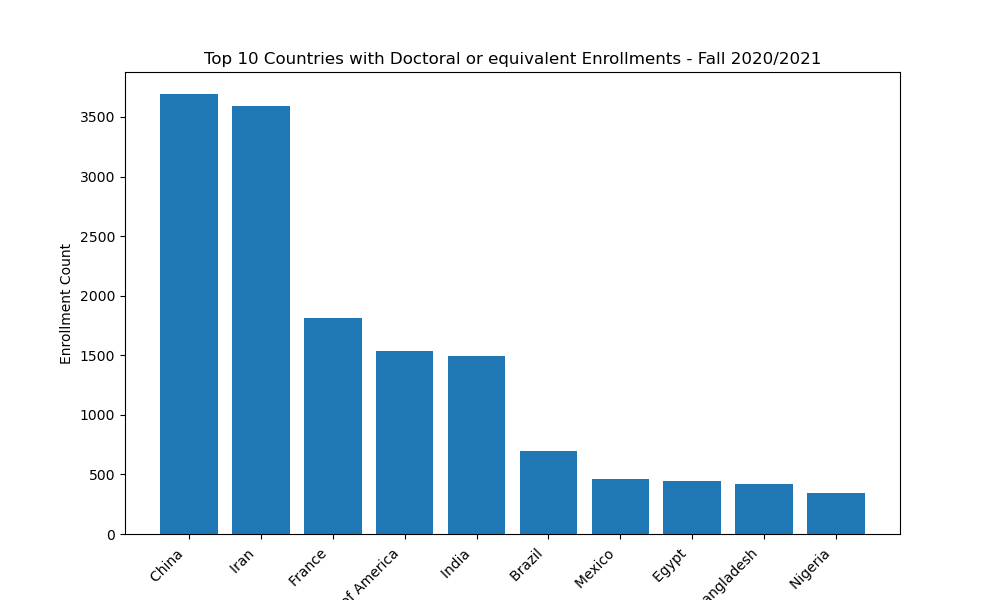 Top 10 Countries with Doctoral or equivalent Enrollments - Fall 2020/2021
Enrollment Count
3500
3000
2500
2000
1500
1000
500
0
China
Iran
France
of America
India
Brazil
Mexico
Egypt
angladesh
Nigeria